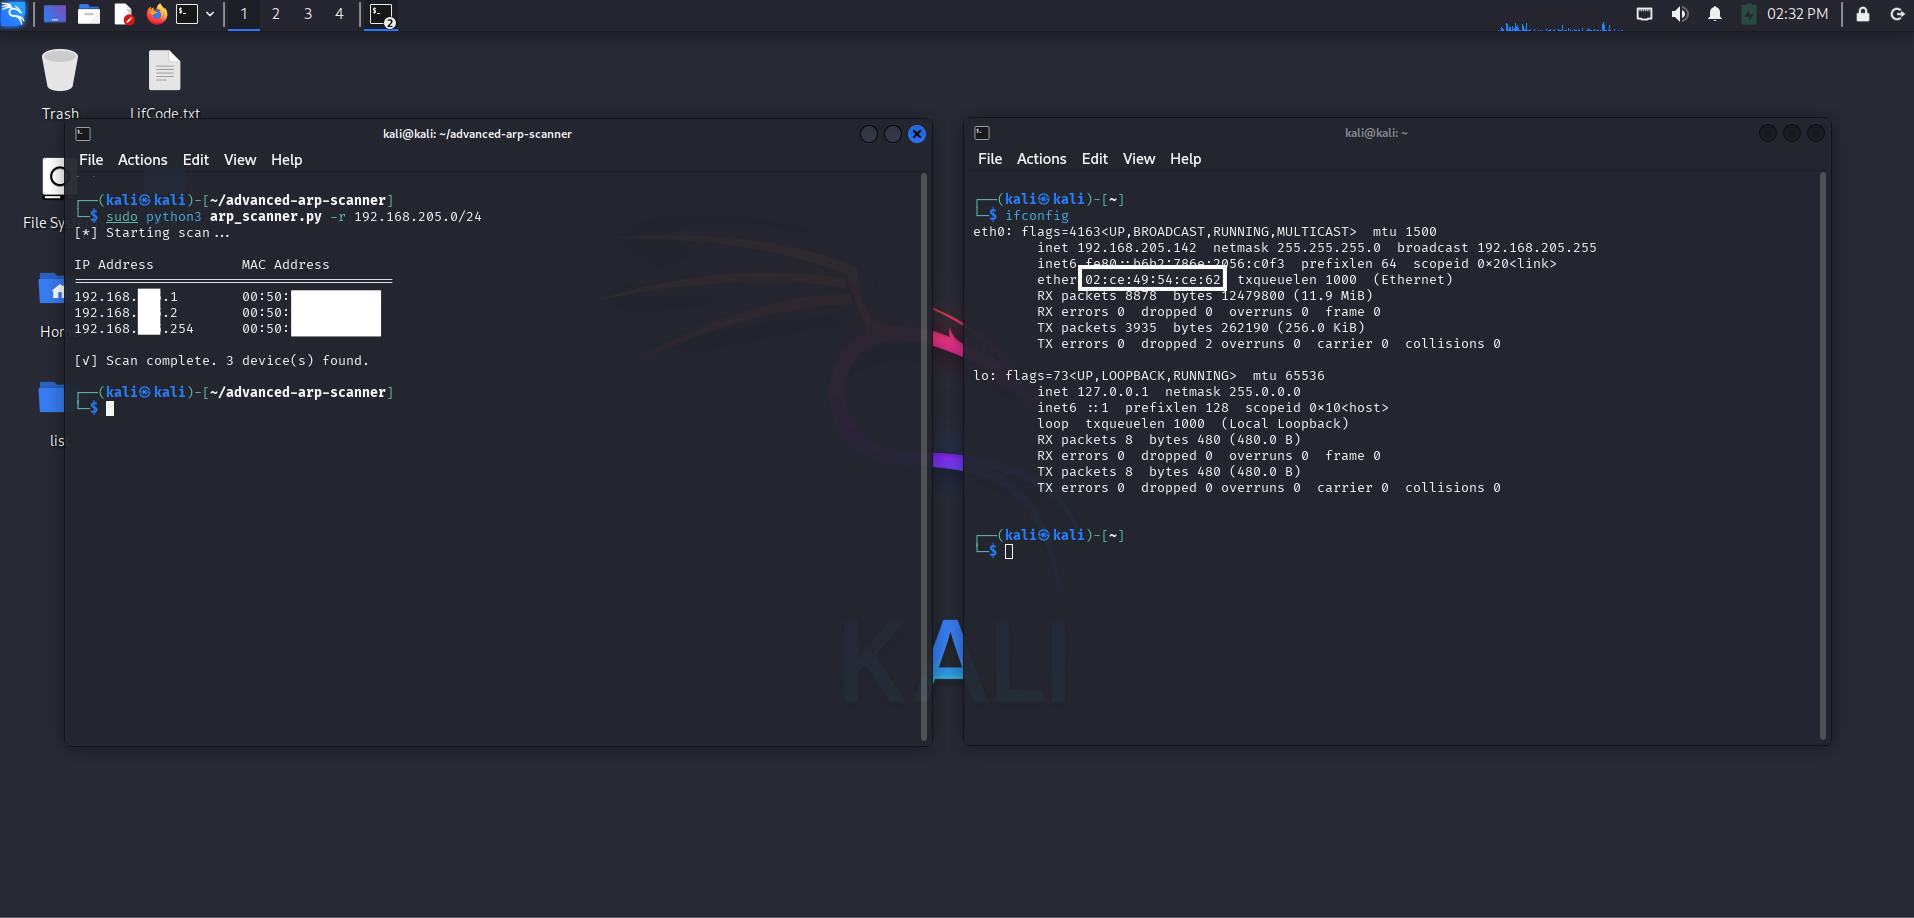 1 2 3 4 2 02:32 PM
Trash
LifCode.txt
File Sy
Hor
lis
kali@kali: ~/advanced-arp-scanner
File Actions Edit View Help
┌──(kali㉿kali)-[~/advanced-arp-scanner]
└─$ sudo python3 arp_scanner.py -r 192.168.205.0/24
[*] Starting scan...
IP Address MAC Address
192.168. .1 00:50:
192.168. .2 00:50:
192.168. .254 00:50:
[√] Scan complete. 3 device(s) found.
┌──(kali㉿kali)-[~/advanced-arp-scanner]
└─$
kali@kali: ~
File Actions Edit View Help
┌──(kali㉿kali)-[~]
└─$ ifconfig
eth0: flags=4163<UP,BROADCAST,RUNNING,MULTICAST> mtu 1500
inet 192.168.205.142 netmask 255.255.255.0 broadcast 192.168.205.255
inet6 fe80::b6b2:786e:2056:c0f3 prefixlen 64 scopeid 0x20<link>
ether 02:ce:49:54:ce:62 txqueuelen 1000 (Ethernet)
RX packets 8878 bytes 12479800 (11.9 MiB)
RX errors 0 dropped 0 overruns 0 frame 0
TX packets 3935 bytes 262190 (256.0 KiB)
TX errors 0 dropped 2 overruns 0 carrier 0 collisions 0
lo: flags=73<UP,LOOPBACK,RUNNING> mtu 65536
inet 127.0.0.1 netmask 255.0.0.0
inet6 ::1 prefixlen 128 scopeid 0x10<host>
loop txqueuelen 1000 (Local Loopback)
RX packets 8 bytes 480 (480.0 B)
RX errors 0 dropped 0 overruns 0 frame 0
TX packets 8 bytes 480 (480.0 B)
TX errors 0 dropped 0 overruns 0 carrier 0 collisions 0
┌──(kali㉿kali)-[~]
└─$
KALI